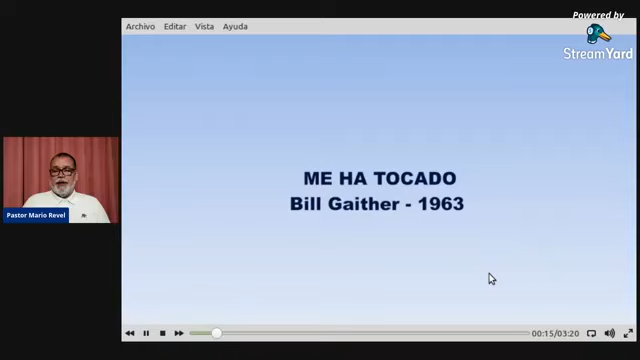 Powered by
StreamYard
Archivo Editar Vista Ayuda
ME HA TOCADO
Bill Gaither - 1963
Pastor Mario Revel
00:15/03:20